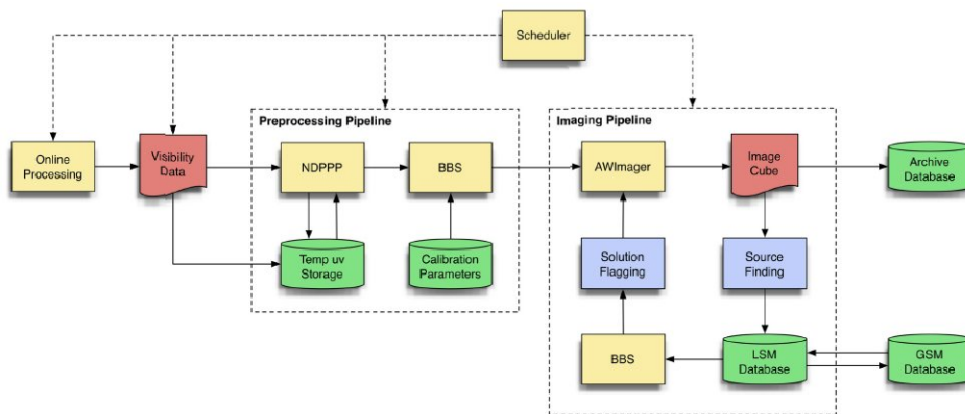 Scheduler
Preprocessing Pipeline
Imaging Pipeline
Online
Processing
Visibility
Data
NDPPP
BBS
AWImager
Image
Cube
Archive
Database
Temp uv
Storage
Calibration
Parameters
Solution
Flagging
Source
Finding
BBS
LSM
Database
GSM
Database